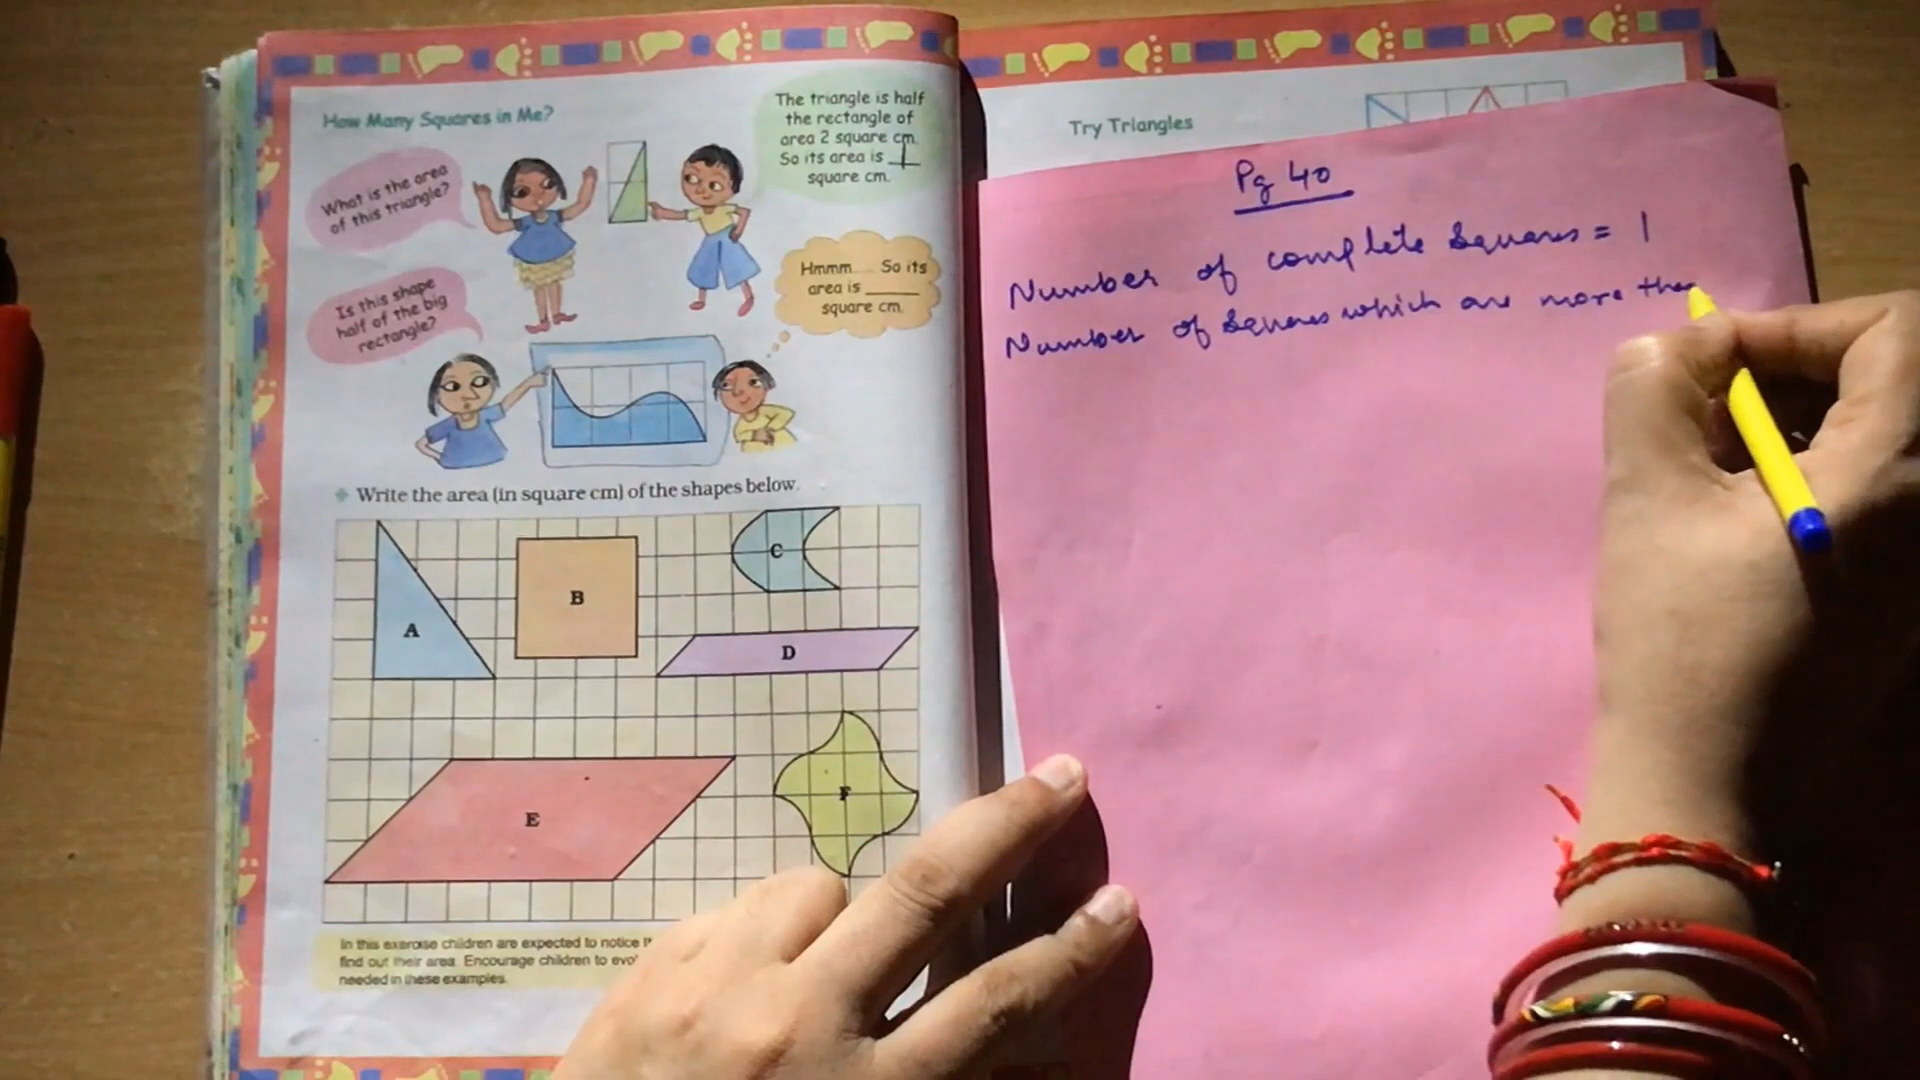 How Many Squares in Me?
What is the area
of this triangle?
The triangle is half
the rectangle of
area 2 square cm.
So its area is 1
square cm.
Is this shape
half of the big
rectangle?
Hmmm.... So its
area is ______
square cm.
Write the area (in square cm) of the shapes below.
A
B
C
D
E
F
In this exercise children are expected to notice
find out their area. Encourage children to
needed in these examples.
Try Triangles
Pg 40
Number of complete Squares = 1
Number of Squares which are more than